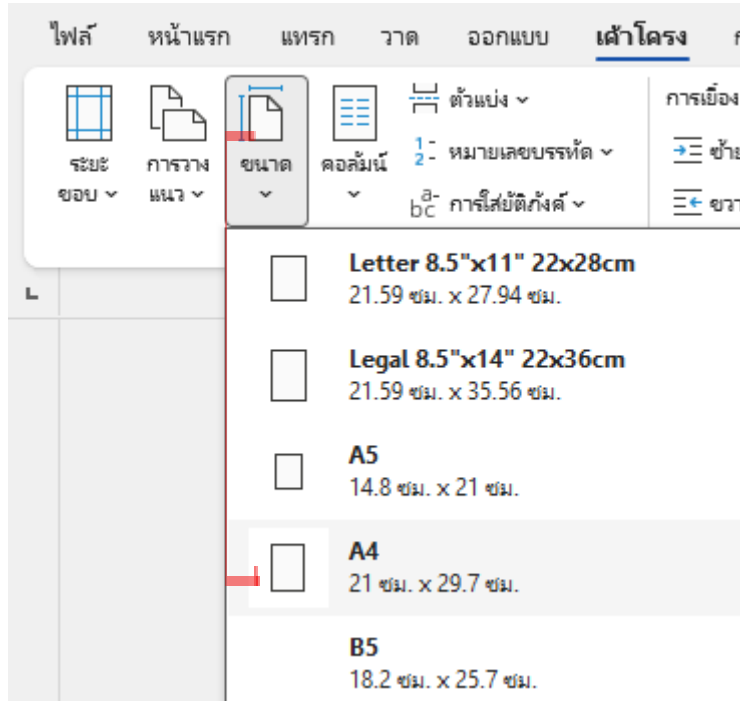 ไฟล์ หน้าแรก แทรก วาด ออกแบบ เค้าโครง
ระยะขอบ
การวางแนว
ขนาด
คอลัมน์
ตัวแบ่ง
หมายเลขบรรทัด
การใส่ยัติภังค์
การเยื้อง
ซ้าย
Letter 8.5"x11" 22x28cm
21.59 ซม. x 27.94 ซม.
Legal 8.5"x14" 22x36cm
21.59 ซม. x 35.56 ซม.
A5
14.8 ซม. x 21 ซม.
A4
21 ซม. x 29.7 ซม.
B5
18.2 ซม. x 25.7 ซม.